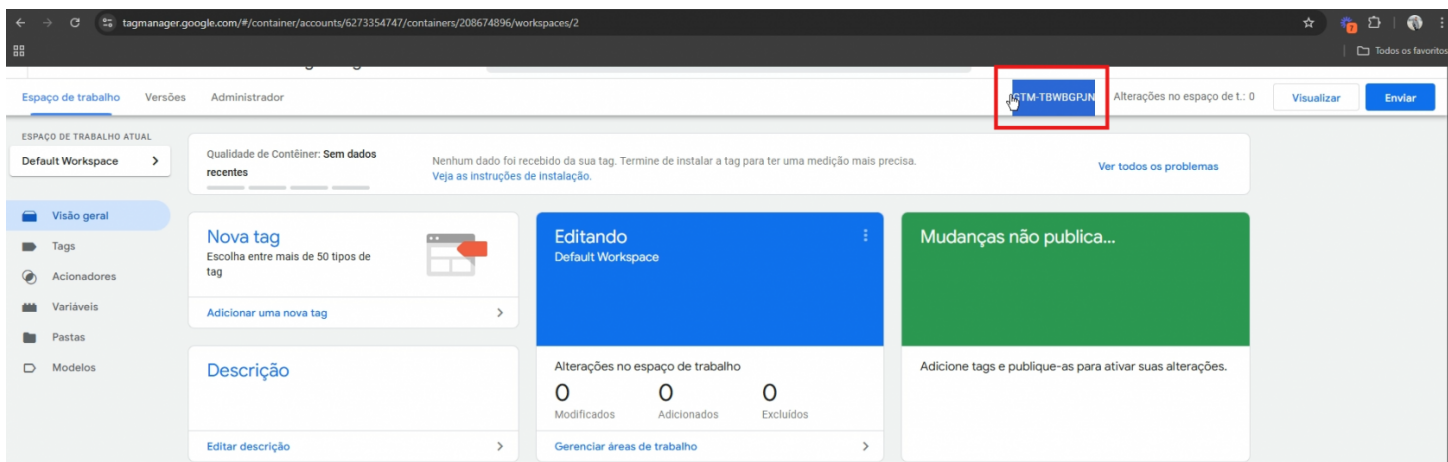 tagmanager.google.com/#/container/accounts/6273354747/containers/208674896/workspaces/2
7
Todos os favoritos
Espaço de trabalho Versões Administrador GTM-TBWBGPJN Alterações no espaço de t.: 0 Visualizar Enviar
ESPAÇO DE TRABALHO ATUAL
Default Workspace
Qualidade de Contêiner: Sem dados
recentes
Nenhum dado foi recebido da sua tag. Termine de instalar a tag para ter uma medição mais precisa.
Veja as instruções de instalação.
Ver todos os problemas
Visão geral
Tags
Acionadores
Variáveis
Pastas
Modelos
Nova tag
Escolha entre mais de 50 tipos de
tag
Adicionar uma nova tag
Descrição
Editar descrição
Editando
Default Workspace
Alterações no espaço de trabalho
0 0 0
Modificados Adicionados Excluídos
Gerenciar áreas de trabalho
Mudanças não publica...
Adicione tags e publique-as para ativar suas alterações.